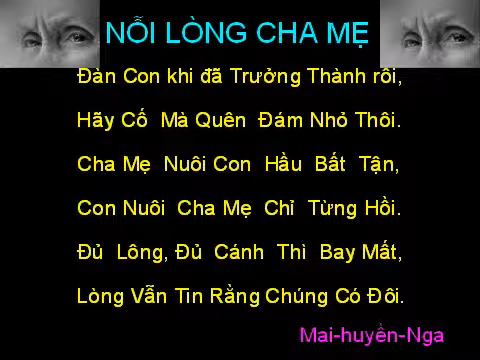 NỖI LÒNG CHA MẸ
Đàn Con khi đã Trưởng Thành rồi,
Hãy Cố Mà Quên Đám Nhỏ Thôi.
Cha Mẹ Nuôi Con Hầu Bất Tận,
Con Nuôi Cha Mẹ Chỉ Từng Hồi.
Đủ Lông, Đủ Cánh Thì Bay Mất,
Lòng Vẫn Tin Rằng Chúng Có Đôi.
Mai-huyền-Nga